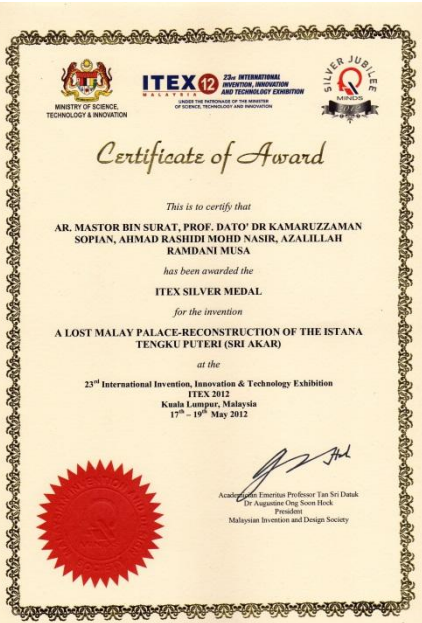 MINISTRY OF SCIENCE,
TECHNOLOGY & INNOVATION
ITEX 12
MALAYSIA
23rd INTERNATIONAL
INVENTION, INNOVATION
AND TECHNOLOGY EXHIBITION
UNDER THE PATRONAGE OF THE MINISTER
OF SCIENCE, TECHNOLOGY AND INNOVATION
SILVER JUBILEE
MINDS
Certificate of Award
This is to certify that
AR. MASTOR BIN SURAT, PROF. DATO' DR KAMARUZZAMAN
SOPIAN, AHMAD RASHIDI MOHD NASIR, AZALILLAH
RAMDANI MUSA
has been awarded the
ITEX SILVER MEDAL
for the invention
A LOST MALAY PALACE-RECONSTRUCTION OF THE ISTANA
TENGKU PUTERI (SRI AKAR)
at the
23rd International Invention, Innovation & Technology Exhibition
ITEX 2012
Kuala Lumpur, Malaysia
17th – 19th May 2012
Academician Emeritus Professor Tan Sri Datuk
Dr Augustine Ong Soon Hock
President
Malaysian Invention and Design Society